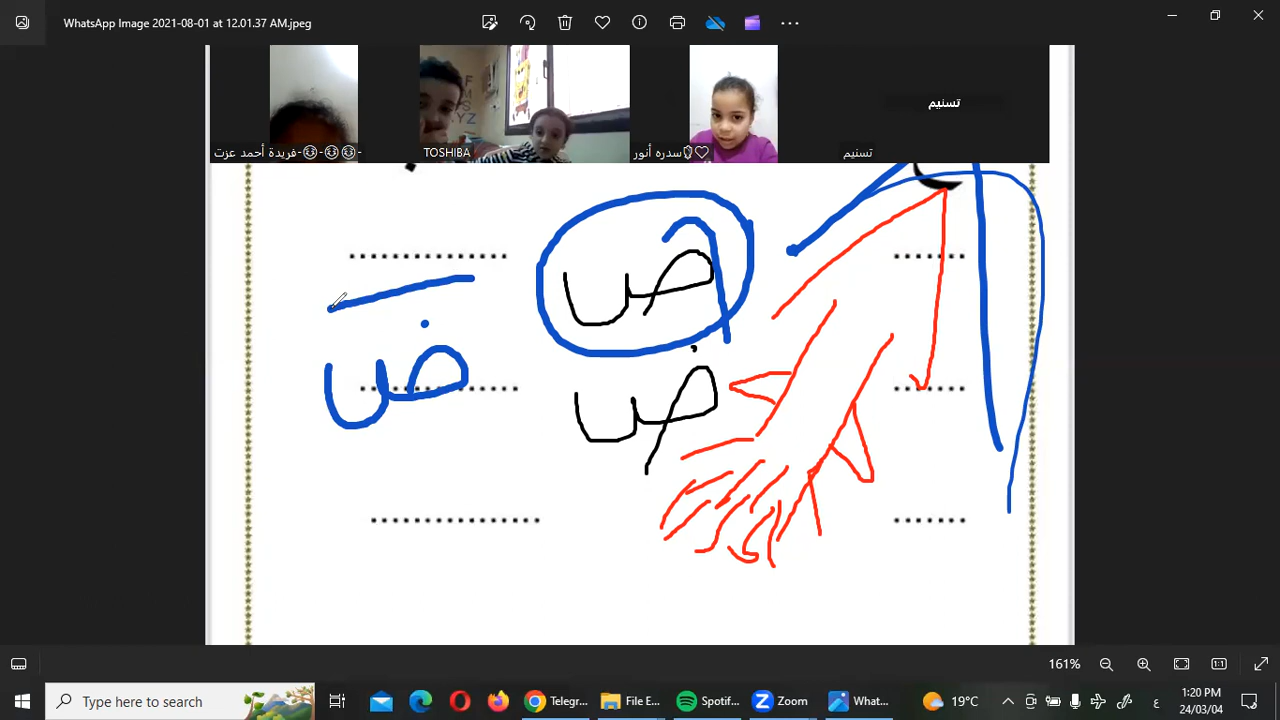 WhatsApp Image 2021-08-01 at 12.01.37 AM.jpeg
تسنيم
فريدة أحمد عزت
TOSHIBA
سدره أنور
تسنيم
ص
ض
ض
161%
Type here to search
Telegr...
File E...
Spotif...
Zoom
What...
19°C
ع
1:20 PM
24/03/04